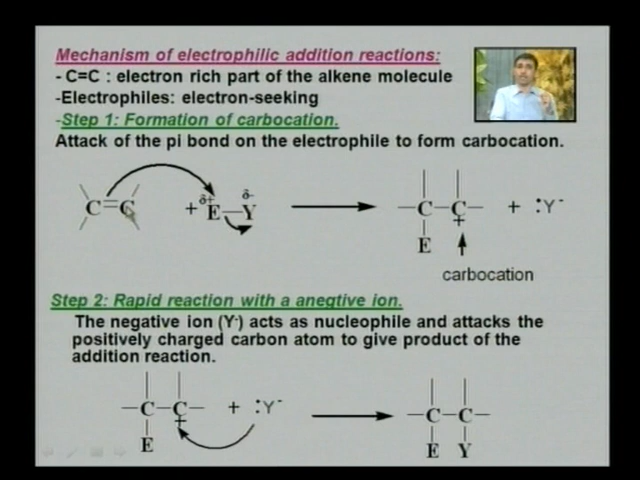 Mechanism of electrophilic addition reactions:
- C=C : electron rich part of the alkene molecule
-Electrophiles: electron-seeking
-Step 1: Formation of carbocation.
Attack of the pi bond on the electrophile to form carbocation.
C=C + δ+ E—Y δ- —C—C— + :Y-
+
E
carbocation
Step 2: Rapid reaction with a anegtive ion.
The negative ion (Y-) acts as nucleophile and attacks the
positively charged carbon atom to give product of the
addition reaction.
—C—C— + :Y- —C—C—
+
E E Y